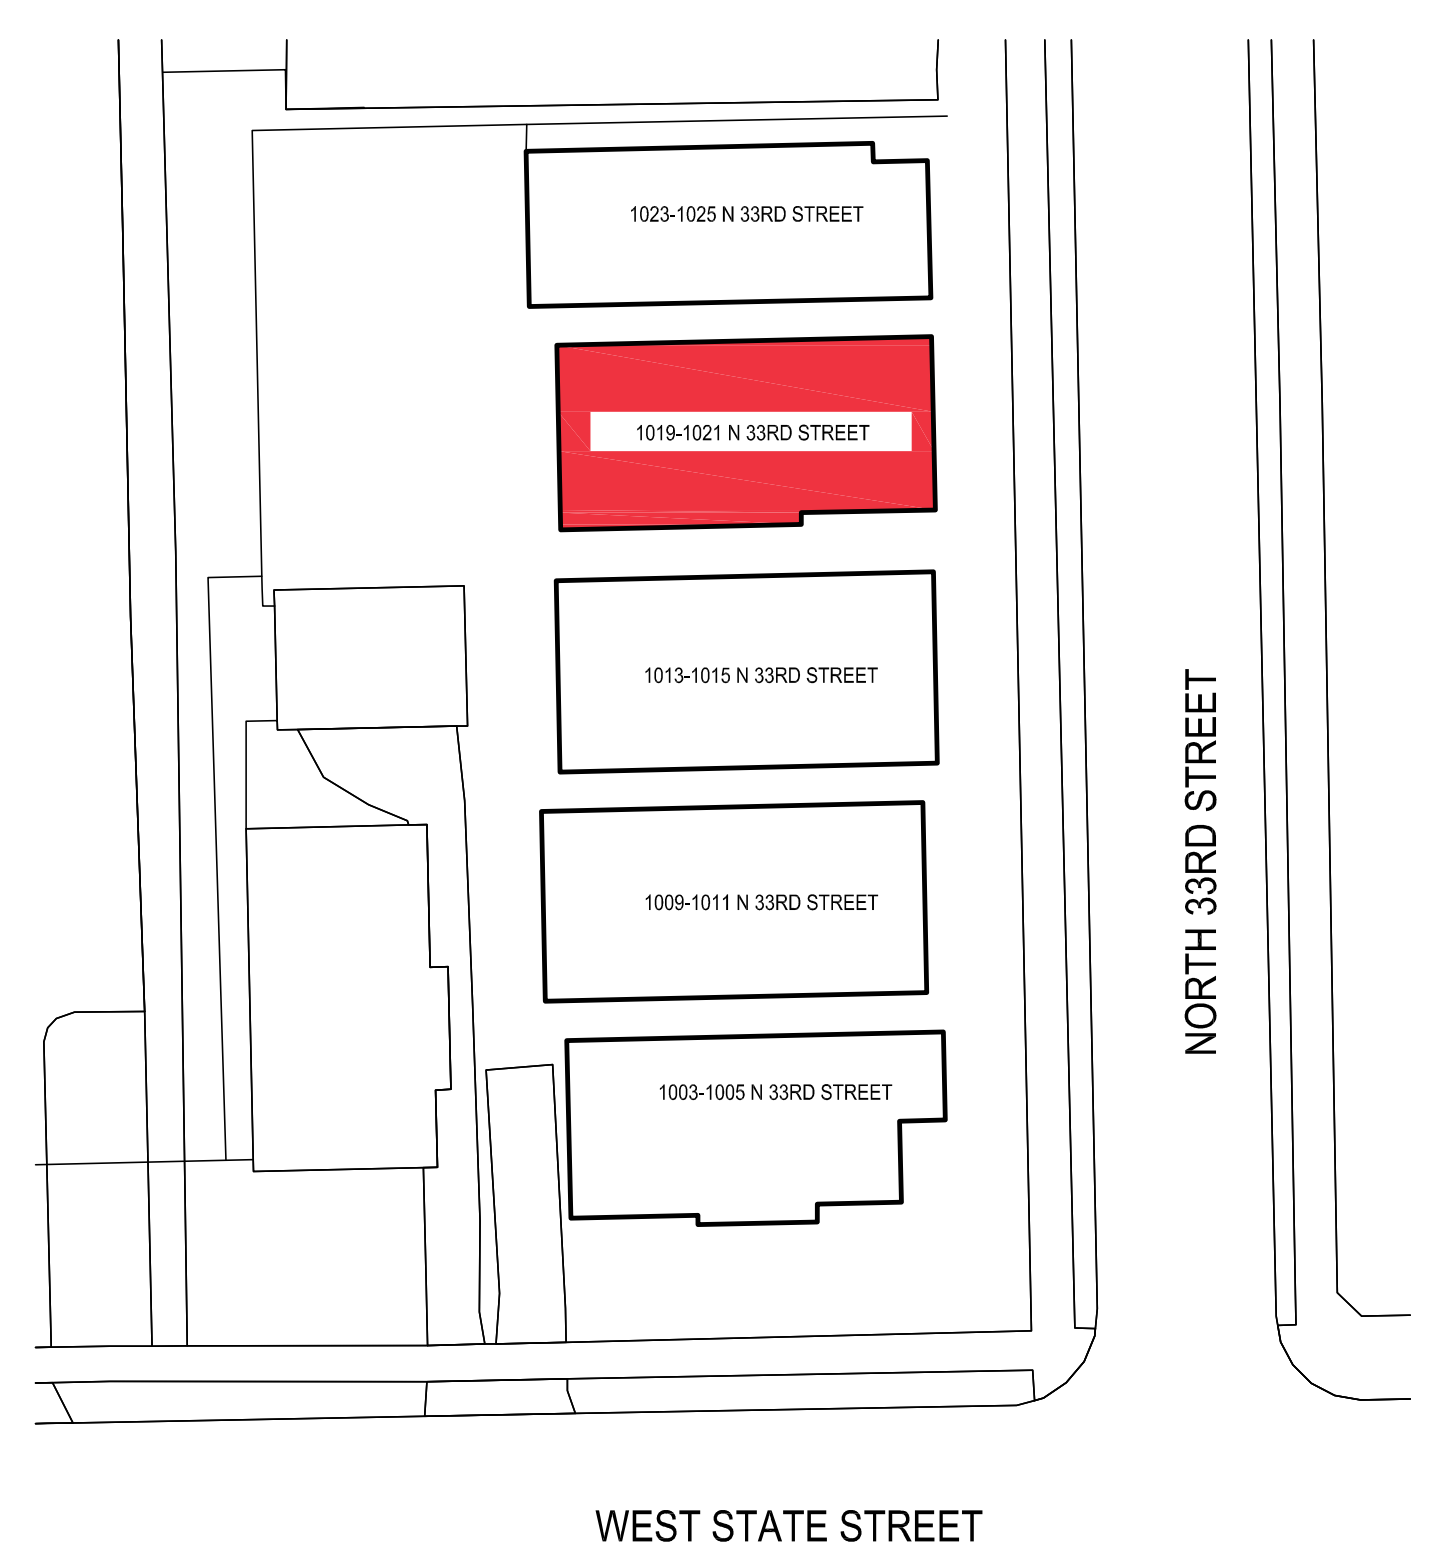 1023-1025 N 33RD STREET
1019-1021 N 33RD STREET
1013-1015 N 33RD STREET
1009-1011 N 33RD STREET
1003-1005 N 33RD STREET
NORTH 33RD STREET
WEST STATE STREET